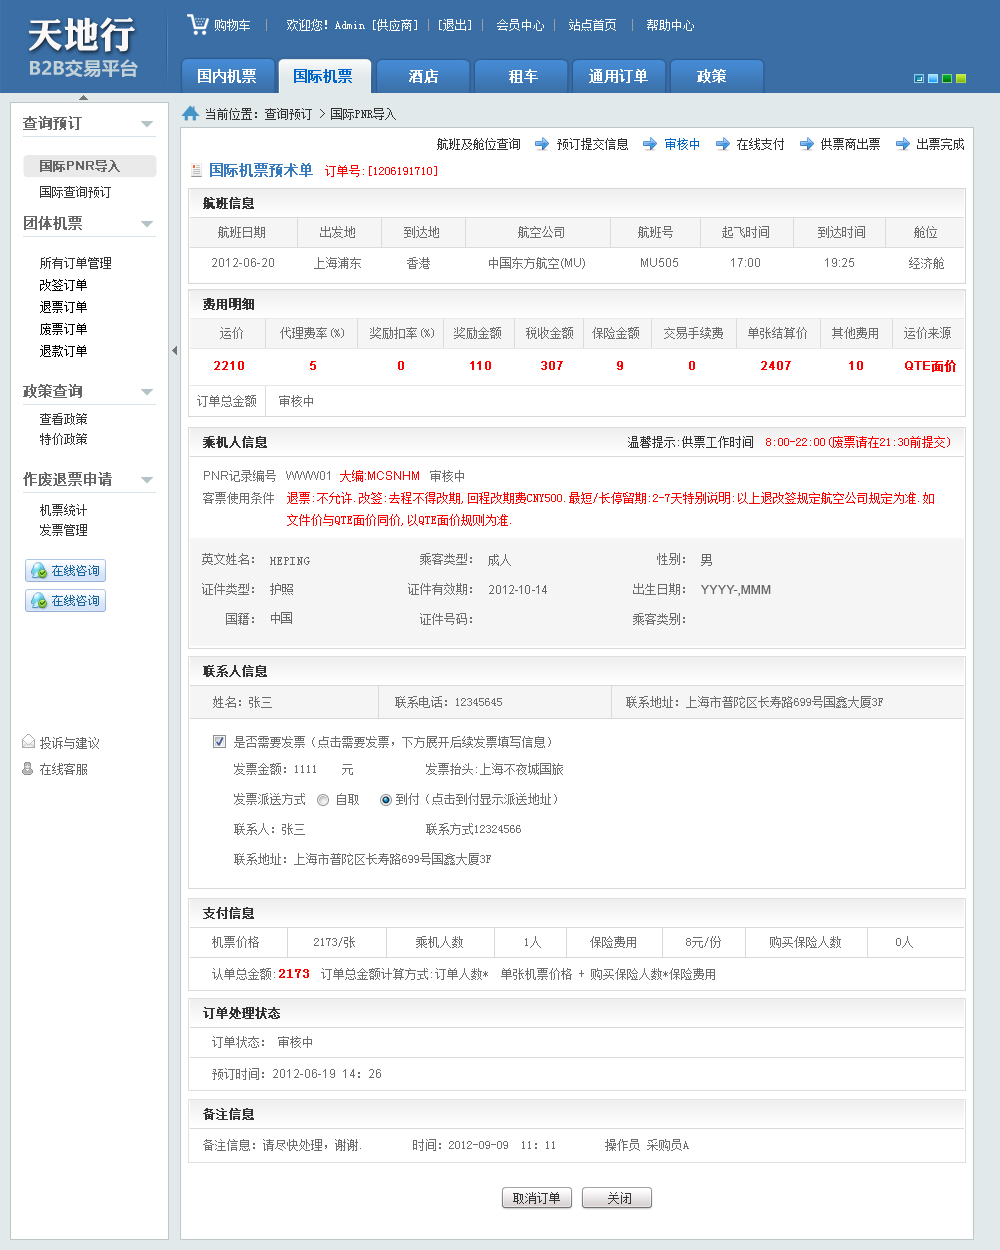 天地行
B2B交易平台
购物车 | 欢迎您! Admin [供应商] | [退出] | 会员中心 | 站点首页 | 帮助中心
国内机票 国际机票 酒店 租车 通用订单 政策
查询预订
国际PNR导入
国际查询预订
团体机票
所有订单管理
改签订单
退票订单
废票订单
退款订单
政策查询
查看政策
特价政策
作废退票申请
机票统计
发票管理
在线咨询
在线咨询
投诉与建议
在线客服
当前位置: 查询预订 > 国际PNR导入
航班及舱位查询 预订提交信息 审核中 在线支付 供票商出票 出票完成
国际机票预术单 订单号:[1206191710]
航班信息
航班日期 出发地 到达地 航空公司 航班号 起飞时间 到达时间 舱位
2012-06-20 上海浦东 香港 中国东方航空(MU) MU505 17:00 19:25 经济舱
费用明细
运价 代理费率(%) 奖励扣率(%) 奖励金额 税收金额 保险金额 交易手续费 单张结算价 其他费用 运价来源
2210 5 0 110 307 9 0 2407 10 QTE面价
订单总金额 审核中
乘机人信息 温馨提示:供票工作时间 8:00-22:00(废票请在21:30前提交)
PNR记录编号 WWW01 大编:MCSNHM 审核中
客票使用条件 退票:不允许.改签:去程不得改期,回程改期费CNY500.最短/长停留期:2-7天特别说明:以上退改签规定航空公司规定为准.如
文件价与QTE面价同价,以QTE面价规则为准.
英文姓名: HEPING 乘客类型: 成人 性别: 男
证件类型: 护照 证件有效期: 2012-10-14 出生日期: YYYY-,MMM
国籍: 中国 证件号码: 乘客类别:
联系人信息
姓名: 张三 联系电话: 12345645 联系地址: 上海市普陀区长寿路699号国鑫大厦3F
是否需要发票（点击需要发票，下方展开后续发票填写信息）
发票金额: 1111 元 发票抬头:上海不夜城国旅
发票派送方式 自取 到付（点击到付显示派送地址）
联系人: 张三 联系方式12324566
联系地址: 上海市普陀区长寿路699号国鑫大厦3F
支付信息
机票价格 2173/张 乘机人数 1人 保险费用 8元/份 购买保险人数 0人
认单总金额:2173 订单总金额计算方式:订单人数* 单张机票价格 + 购买保险人数*保险费用
订单处理状态
订单状态: 审核中
预订时间: 2012-06-19 14: 26
备注信息
备注信息: 请尽快处理，谢谢. 时间: 2012-09-09 11: 11 操作员 采购员A
取消订单 关闭